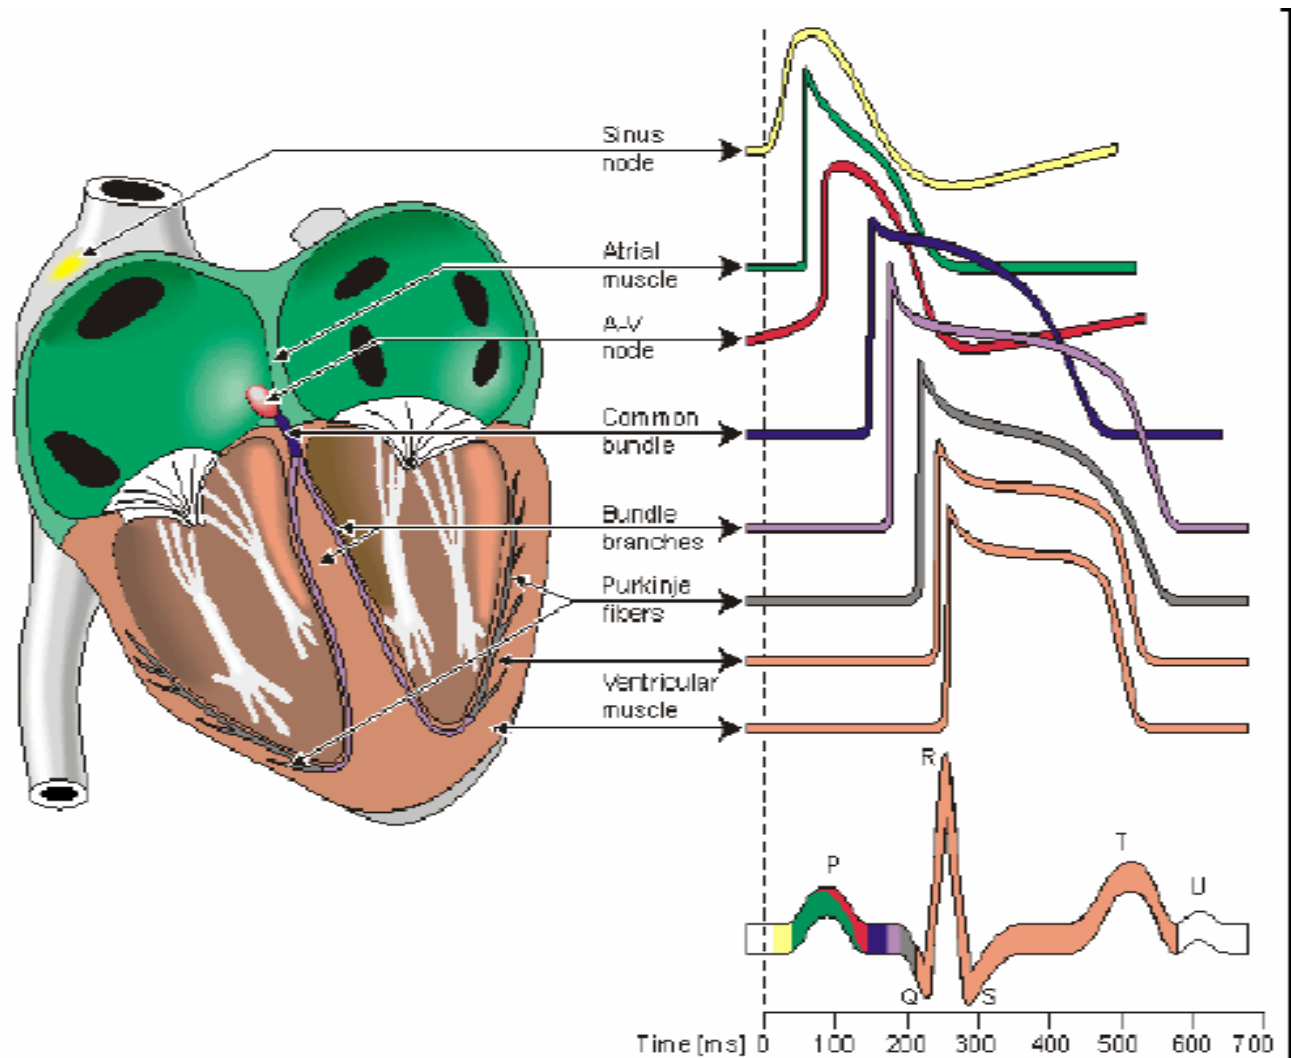 Sinus
node
Atrial
muscle
A-V
node
Common
bundle
Bundle
branches
Purkinje
fibers
Ventricular
muscle
R
P
T
U
Q
S
Time [ms] 0 100 200 300 400 500 600 700